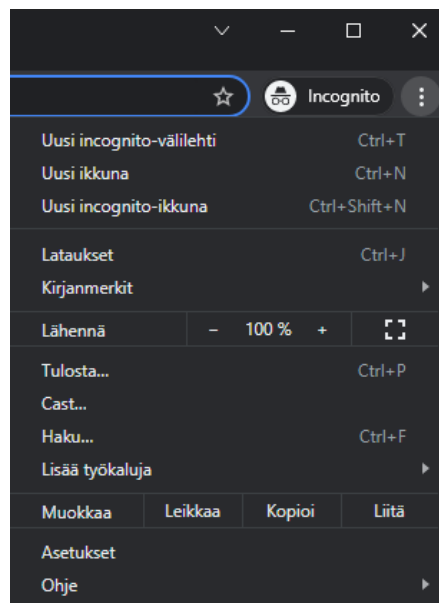 Incognito
Uusi incognito-välilehti Ctrl+T
Uusi ikkuna Ctrl+N
Uusi incognito-ikkuna Ctrl+Shift+N
Lataukset Ctrl+J
Kirjanmerkit
Lähennä – 100 % +
Tulosta... Ctrl+P
Cast...
Haku... Ctrl+F
Lisää työkaluja
Muokkaa Leikkaa Kopioi Liitä
Asetukset
Ohje